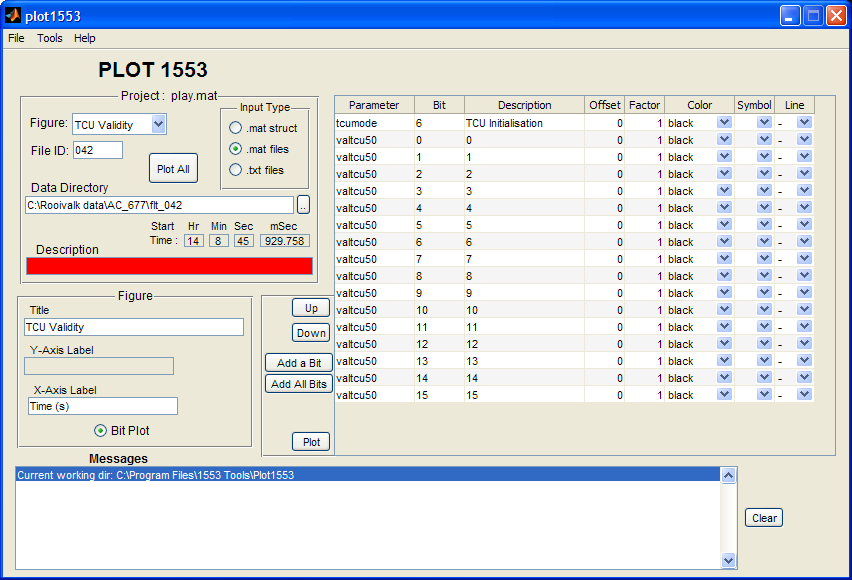 plot1553
File Tools Help
PLOT 1553
Project : play.mat
Figure: TCU Validity
File ID: 042
Plot All
Input Type
.mat struct
.mat files
.txt files
Data Directory
C:\Rooivalk data\AC_677\flt_042 ..
Start Hr Min Sec mSec
Time : 14 8 45 929.758
Description
Figure
Title
TCU Validity
Y-Axis Label
X-Axis Label
Time (s)
Bit Plot
Up
Down
Add a Bit
Add All Bits
Plot
Parameter Bit Description Offset Factor Color Symbol Line
tcumode 6 TCU Initialisation 0 1 black -
valtcu50 0 0 0 1 black -
valtcu50 1 1 0 1 black -
valtcu50 2 2 0 1 black -
valtcu50 3 3 0 1 black -
valtcu50 4 4 0 1 black -
valtcu50 5 5 0 1 black -
valtcu50 6 6 0 1 black -
valtcu50 7 7 0 1 black -
valtcu50 8 8 0 1 black -
valtcu50 9 9 0 1 black -
valtcu50 10 10 0 1 black -
valtcu50 11 11 0 1 black -
valtcu50 12 12 0 1 black -
valtcu50 13 13 0 1 black -
valtcu50 14 14 0 1 black -
valtcu50 15 15 0 1 black -
Messages
Current working dir: C:\Program Files\1553 Tools\Plot1553
Clear